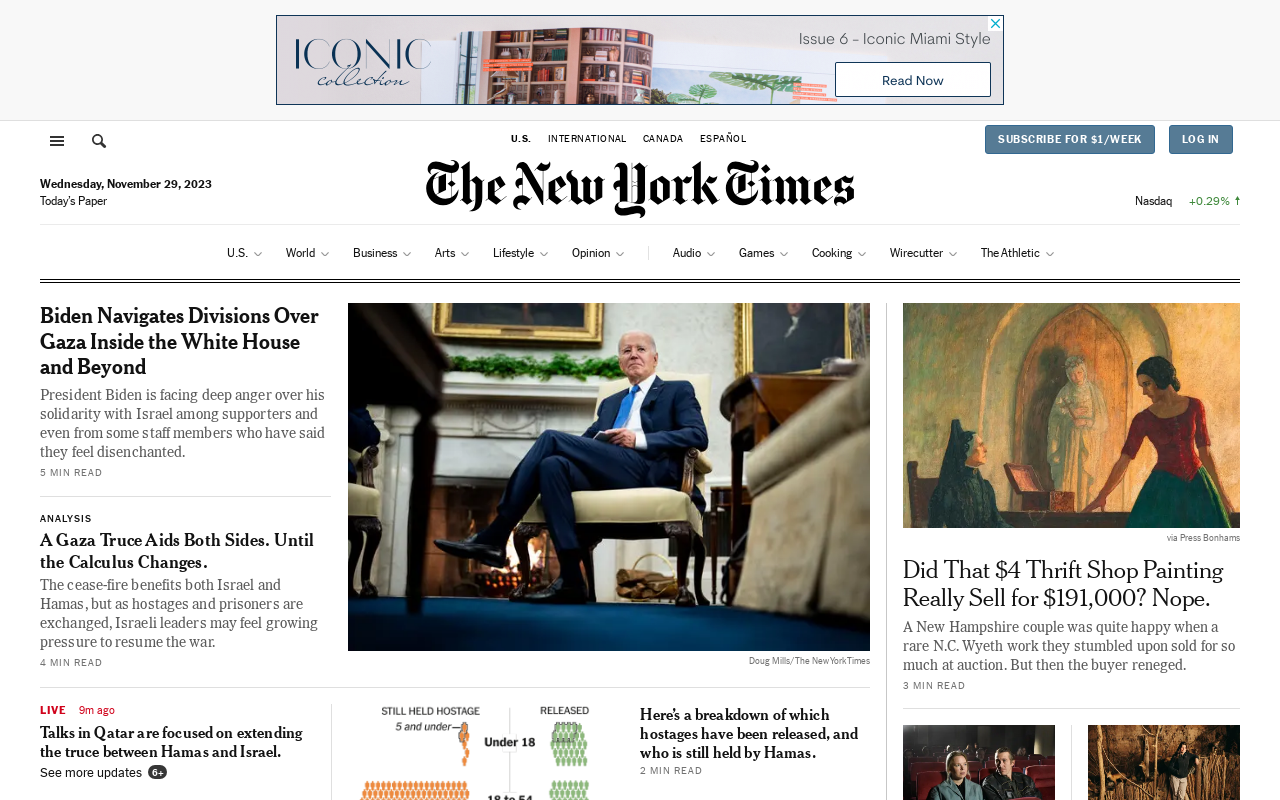 ICONIC
collection
Issue 6 – Iconic Miami Style
Read Now
U.S. INTERNATIONAL CANADA ESPAÑOL
SUBSCRIBE FOR $1/WEEK
LOG IN
The New York Times
Wednesday, November 29, 2023
Today's Paper
Nasdaq +0.29% ↑
U.S. World Business Arts Lifestyle Opinion Audio Games Cooking Wirecutter The Athletic
Biden Navigates Divisions Over
Gaza Inside the White House
and Beyond
President Biden is facing deep anger over his
solidarity with Israel among supporters and
even from some staff members who have said
they feel disenchanted.
5 MIN READ
ANALYSIS
A Gaza Truce Aids Both Sides. Until
the Calculus Changes.
The cease-fire benefits both Israel and
Hamas, but as hostages and prisoners are
exchanged, Israeli leaders may feel growing
pressure to resume the war.
4 MIN READ
Doug Mills/The New York Times
LIVE 9m ago
Talks in Qatar are focused on extending
the truce between Hamas and Israel.
See more updates 6+
STILL HELD HOSTAGE
RELEASED
5 and under
Under 18
18 to 54
Here's a breakdown of which
hostages have been released, and
who is still held by Hamas.
2 MIN READ
via Press Bonhams
Did That $4 Thrift Shop Painting
Really Sell for $191,000? Nope.
A New Hampshire couple was quite happy when a
rare N.C. Wyeth work they stumbled upon sold for so
much at auction. But then the buyer reneged.
3 MIN READ